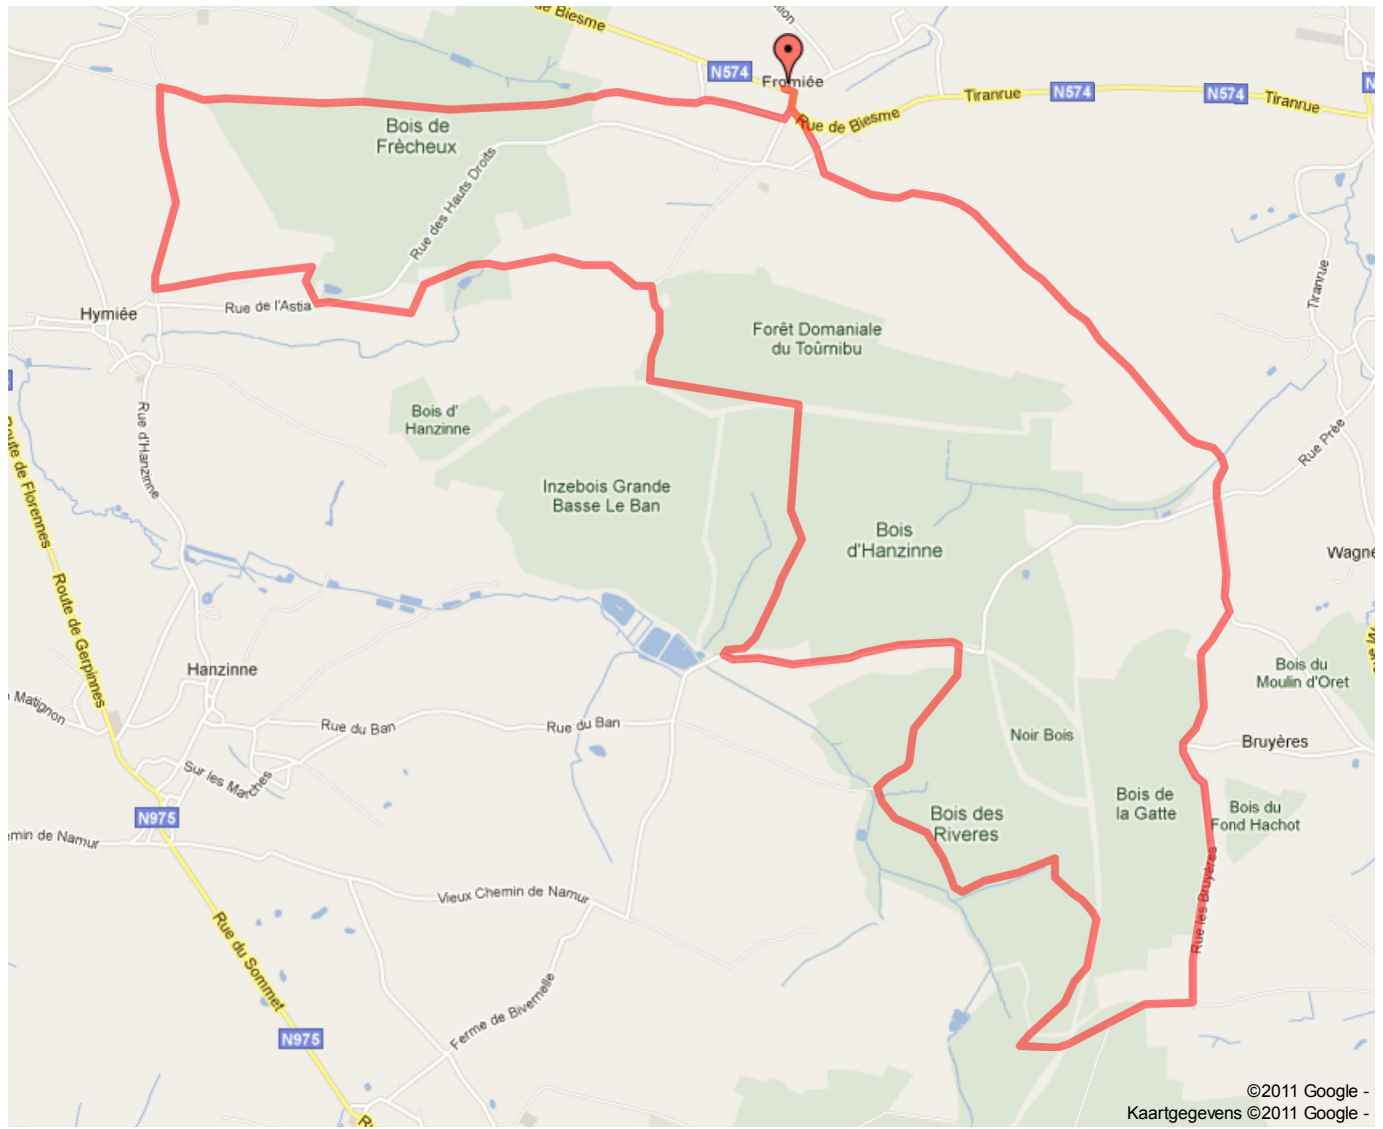 de Biesme
tion
N574
Fromiée
Rue de Biesme
Tiranrue
N574
N574
Tiranrue
N
Bois de
Frêcheux
Rue des Hauts Droits
Rue de l'Astia
Hymiée
Tiranrue
Forêt Domaniale
du Toûrnibu
Bois d'
Hanzinne
Rue d'Hanzinne
Route de Florennes
Rue Prée
Inzebois Grande
Basse Le Ban
Bois
d'Hanzinne
Wagné
Route de Gerpinnes
Hanzinne
Matignon
Rue du Ban
Rue du Ban
Bois du
Moulin d'Oret
Noir Bois
Bruyères
Sur les Marches
N975
Bois des
Riveres
Bois de
la Gatte
Bois du
Fond Hachot
emin de Namur
Vieux Chemin de Namur
Rue les Bruyères
Rue du Sommet
Ferme de Bivernelle
N975
R
©2011 Google -
Kaartgegevens ©2011 Google -